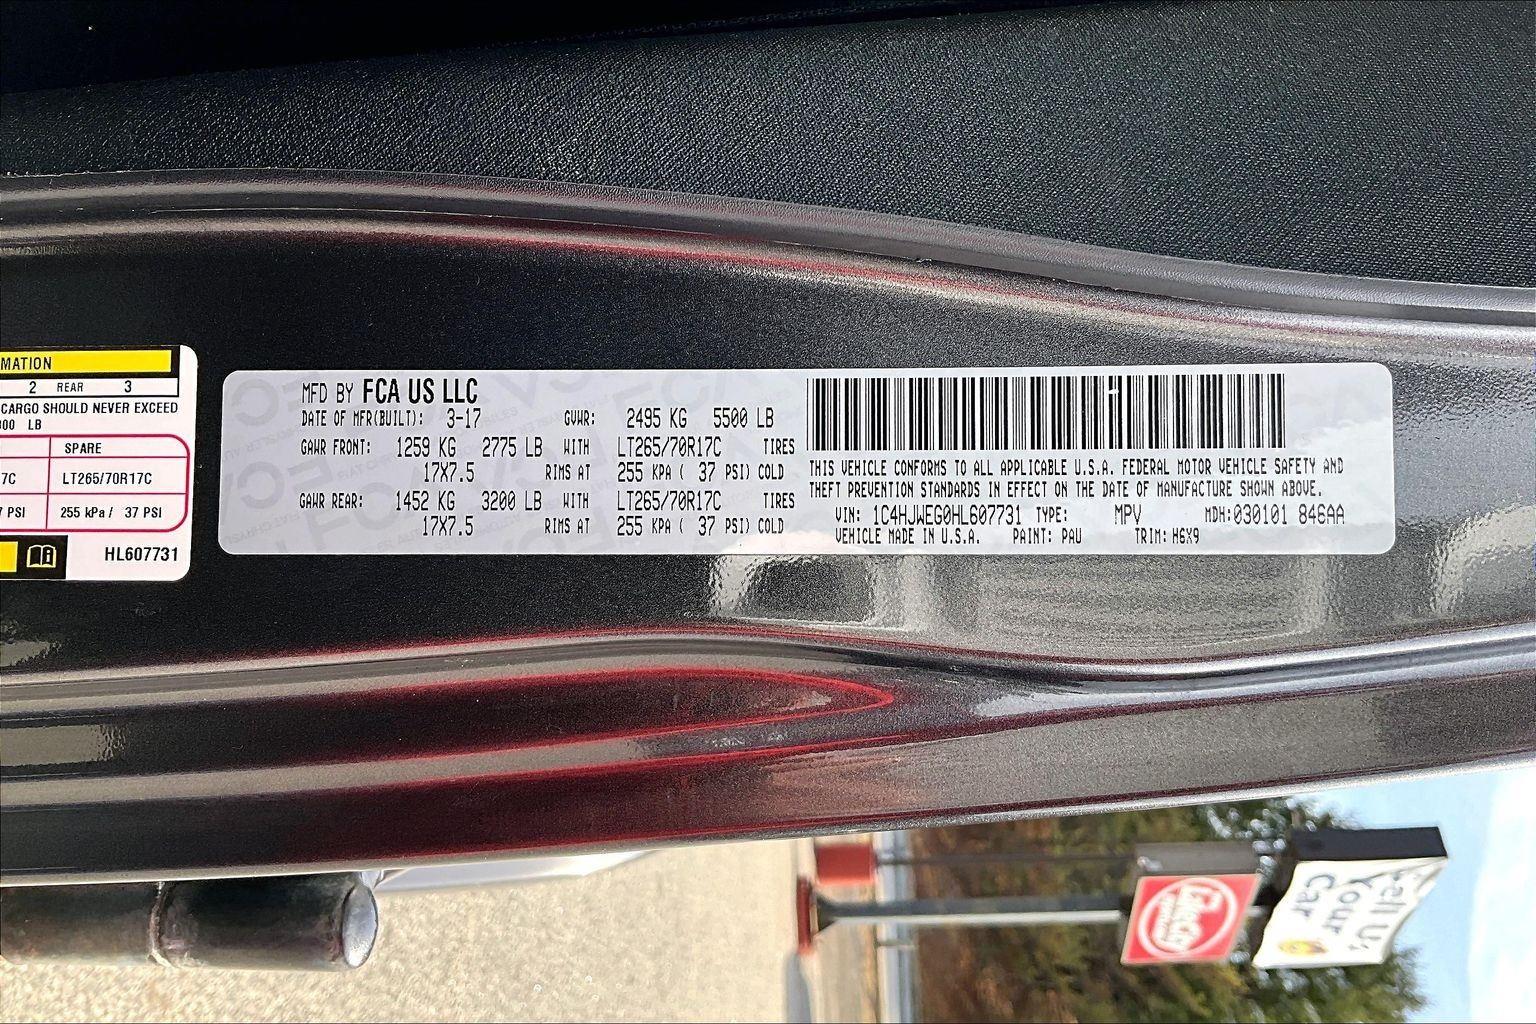 MATION
2 REAR 3
CARGO SHOULD NEVER EXCEED
LB
SPARE
7C LT265/70R17C
PSI 255 kPa / 37 PSI
HL607731
MFD BY FCA US LLC
DATE OF MFR(BUILT): 3-17 GVWR: 2495 KG 5500 LB
GAWR FRONT: 1259 KG 2775 LB WITH LT265/70R17C TIRES
17X7.5 RIMS AT 255 KPA ( 37 PSI) COLD
GAWR REAR: 1452 KG 3200 LB WITH LT265/70R17C TIRES
17X7.5 RIMS AT 255 KPA ( 37 PSI) COLD
THIS VEHICLE CONFORMS TO ALL APPLICABLE U.S.A. FEDERAL MOTOR VEHICLE SAFETY AND
THEFT PREVENTION STANDARDS IN EFFECT ON THE DATE OF MANUFACTURE SHOWN ABOVE.
VIN: 1C4HJWEG0HL607731 TYPE: MPV MDH:030101 846AA
VEHICLE MADE IN U.S.A. PAINT: PAU TRIM: H6X9
Sell Us
Your
Car